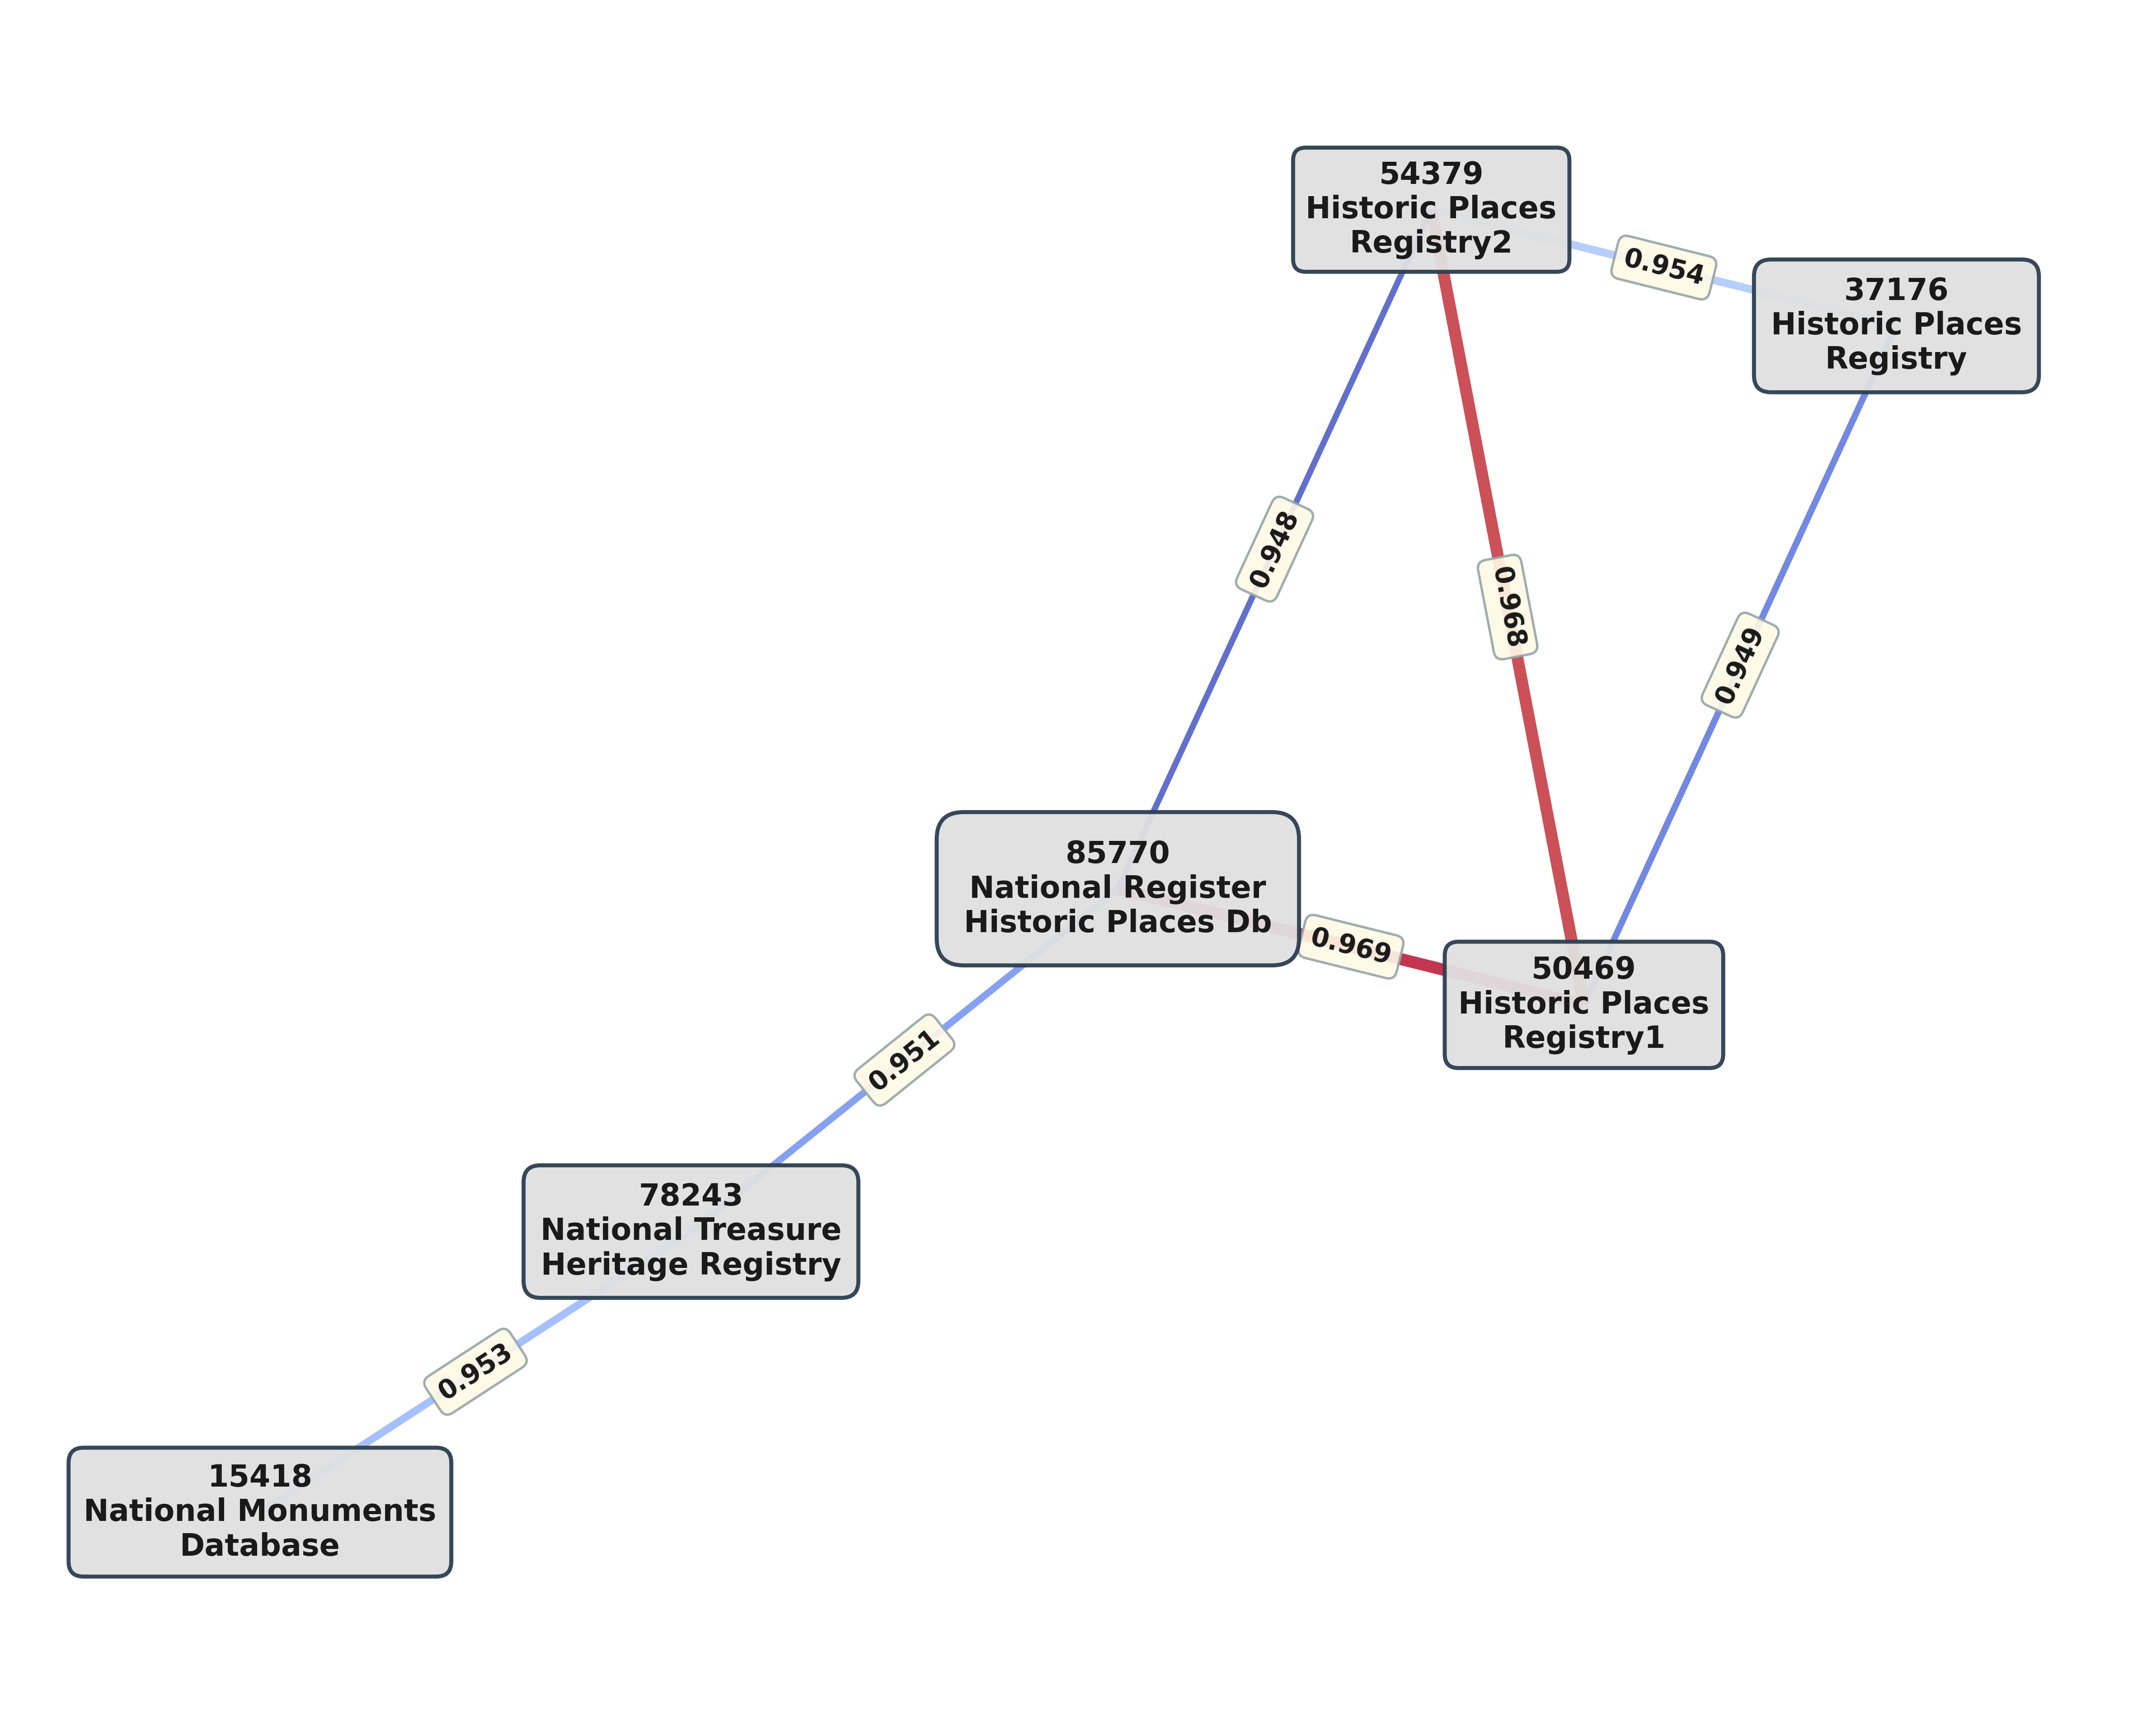 54379
Historic Places
Registry2
0.954
37176
Historic Places
Registry
0.948
0.968
0.949
85770
National Register
Historic Places Db
0.969
50469
Historic Places
Registry1
0.951
78243
National Treasure
Heritage Registry
0.953
15418
National Monuments
Database